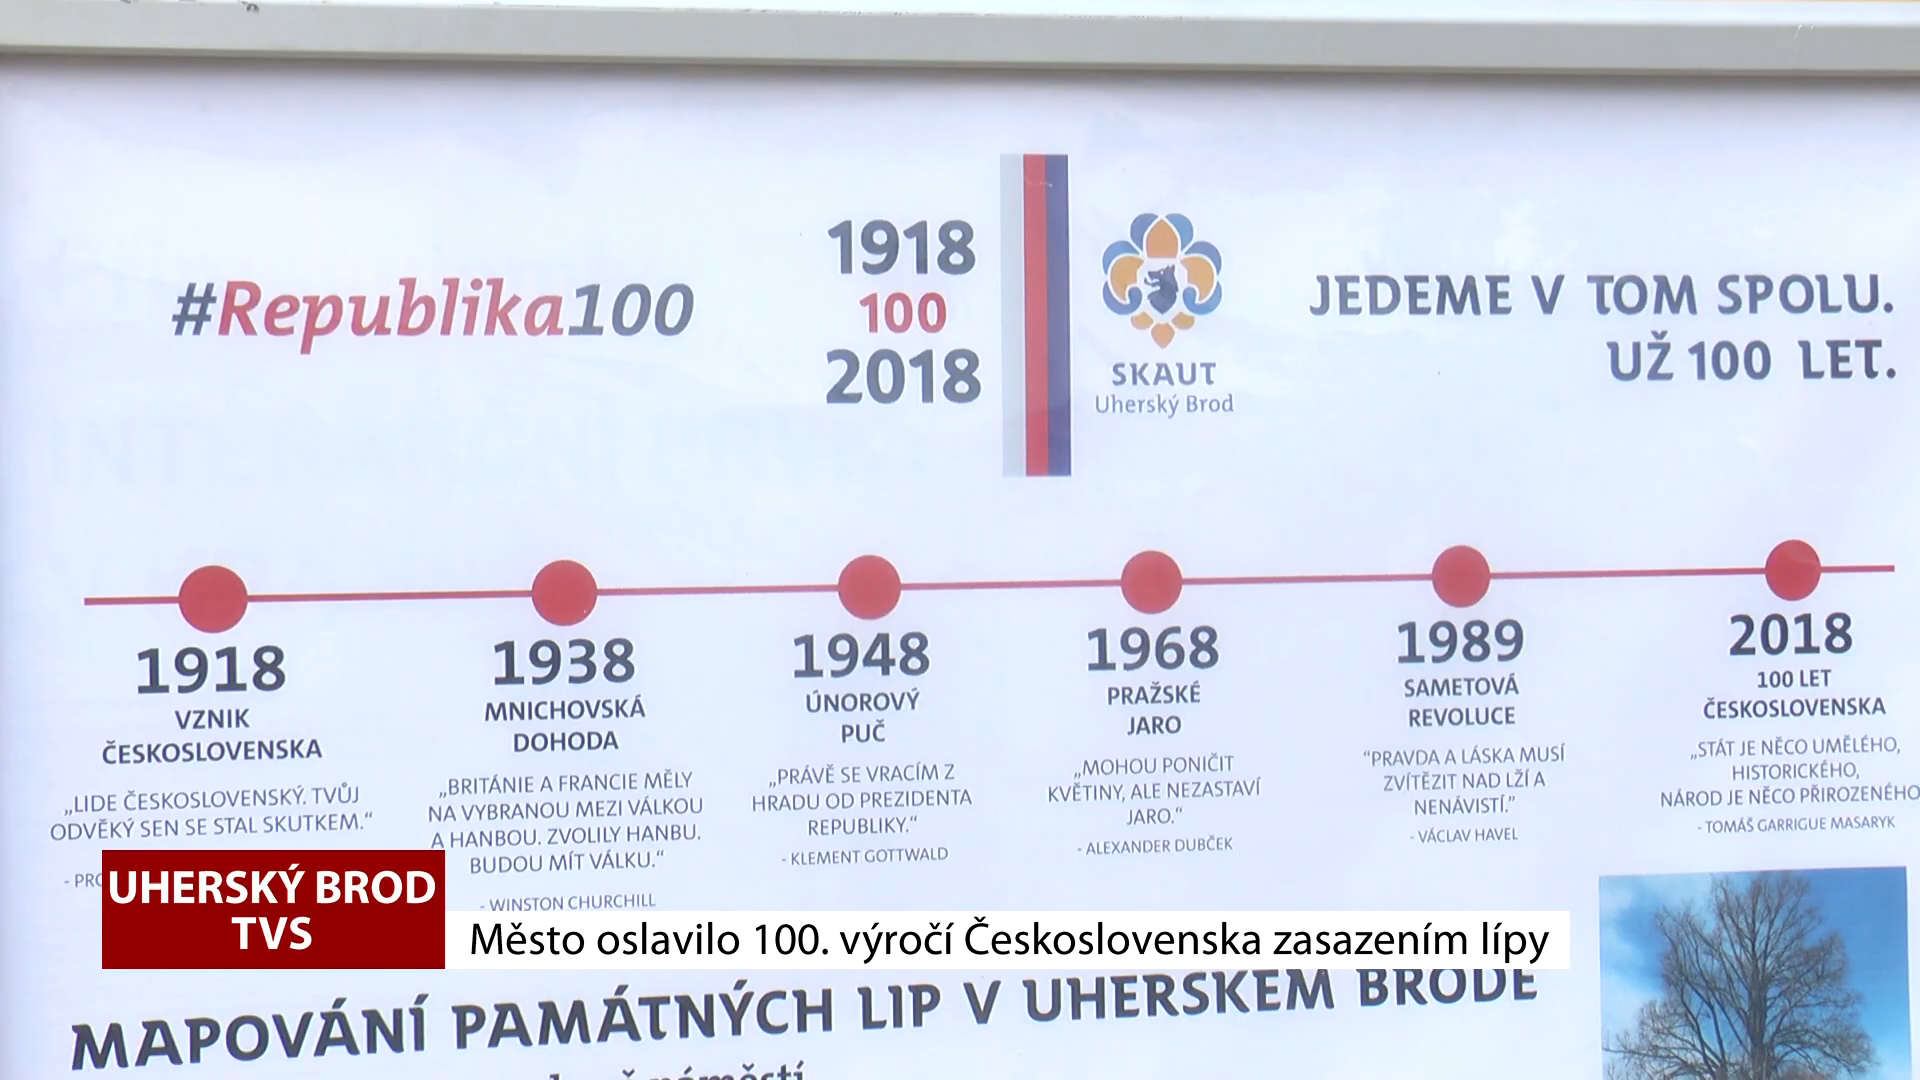 #Republika100
1918
100
2018
SKAUT
Uherský Brod
JEDEME V TOM SPOLU.
UŽ 100 LET.
1918
VZNIK
ČESKOSLOVENSKA
„LIDE ČESKOSLOVENSKÝ. TVŮJ
ODVĚKÝ SEN SE STAL SKUTKEM.“
1938
MNICHOVSKÁ
DOHODA
„BRITÁNIE A FRANCIE MĚLY
NA VYBRANOU MEZI VÁLKOU
A HANBOU. ZVOLILY HANBU.
BUDOU MÍT VÁLKU.“
- WINSTON CHURCHILL
1948
ÚNOROVÝ
PUČ
„PRÁVĚ SE VRACÍM Z
HRADU OD PREZIDENTA
REPUBLIKY.“
- KLEMENT GOTTWALD
1968
PRAŽSKÉ
JARO
„MOHOU PONIČIT
KVĚTINY, ALE NEZASTAVÍ
JARO.“
- ALEXANDER DUBČEK
1989
SAMETOVÁ
REVOLUCE
“PRAVDA A LÁSKA MUSÍ
ZVÍTĚZIT NAD LŽÍ A
NENÁVISTÍ.”
- VÁCLAV HAVEL
2018
100 LET
ČESKOSLOVENSKA
„STÁT JE NĚCO UMĚLÉHO,
HISTORICKÉHO,
NÁROD JE NĚCO PŘIROZENÉHO
- TOMÁŠ GARRIGUE MASARYK
UHERSKÝ BROD
TVS
Město oslavilo 100. výročí Československa zasazením lípy
MAPOVÁNÍ PAMÁTNÝCH LIP V UHERSKÉM BRODĚ